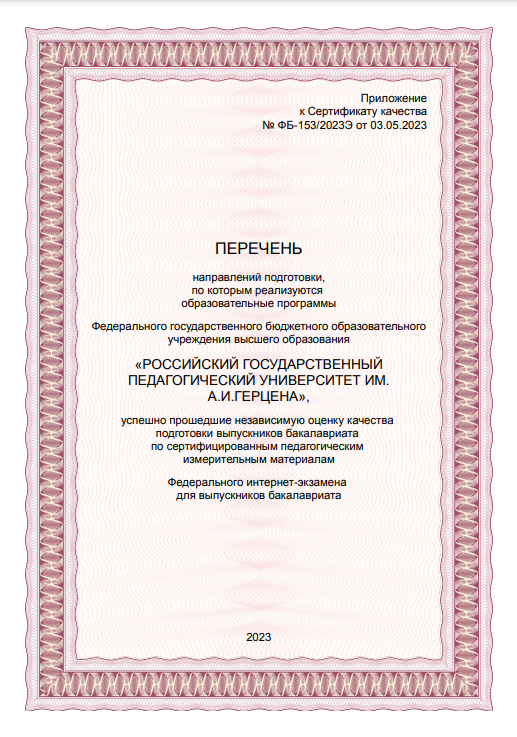 Приложение
к Сертификату качества
№ ФБ-153/2023Э от 03.05.2023
ПЕРЕЧЕНЬ
направлений подготовки,
по которым реализуются
образовательные программы
Федерального государственного бюджетного образовательного
учреждения высшего образования
«РОССИЙСКИЙ ГОСУДАРСТВЕННЫЙ
ПЕДАГОГИЧЕСКИЙ УНИВЕРСИТЕТ ИМ.
А.И.ГЕРЦЕНА»,
успешно прошедшие независимую оценку качества
подготовки выпускников бакалавриата
по сертифицированным педагогическим
измерительным материалам
Федерального интернет-экзамена
для выпускников бакалавриата
2023